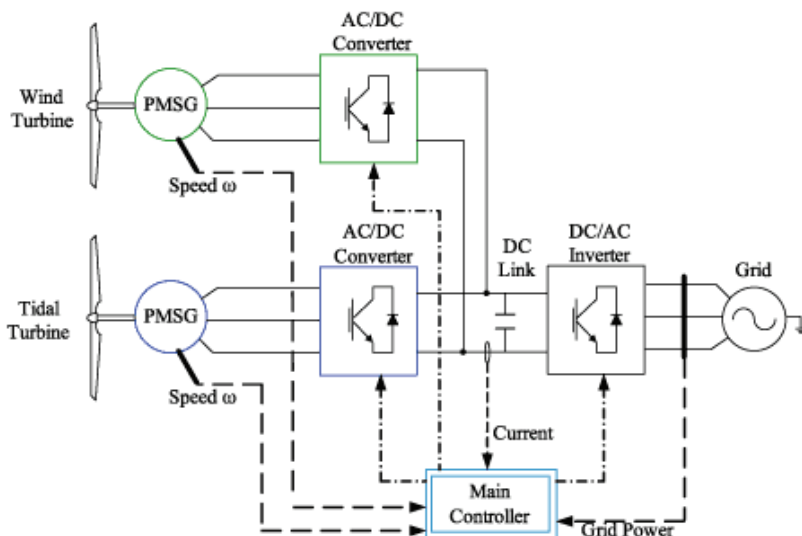 AC/DC
Converter
Wind
Turbine
PMSG
Speed ω
AC/DC
Converter
DC
Link
DC/AC
Inverter
Grid
Tidal
Turbine
PMSG
Speed ω
Current
Main
Controller
Grid Power